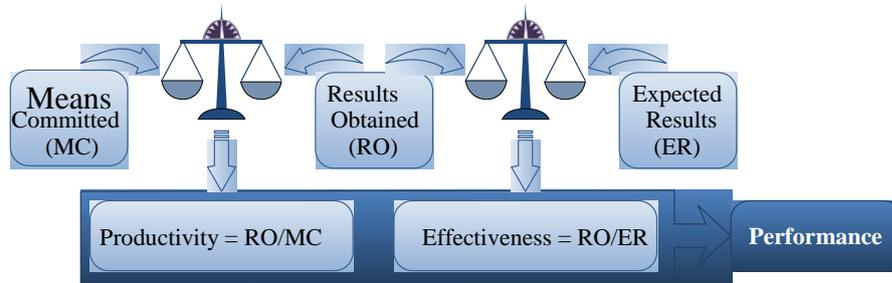 Means
Committed
(MC)
Results
Obtained
(RO)
Expected
Results
(ER)
Productivity = RO/MC
Effectiveness = RO/ER
Performance